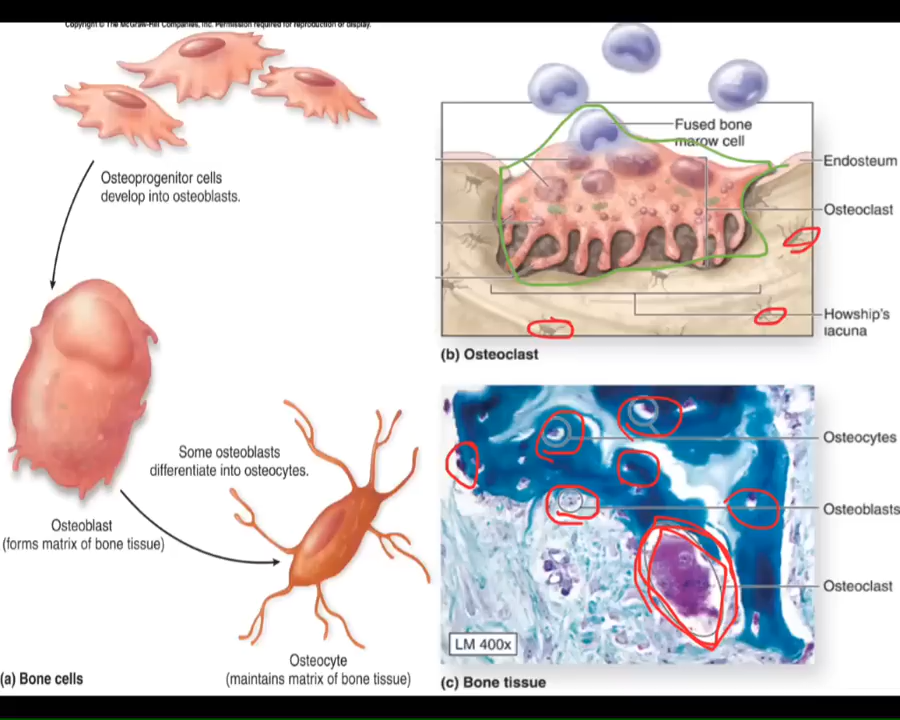 Copyright © The McGraw-Hill Companies, Inc. Permission required for reproduction or display.
Osteoprogenitor cells
develop into osteoblasts.
Some osteoblasts
differentiate into osteocytes.
Osteoblast
(forms matrix of bone tissue)
Osteocyte
(maintains matrix of bone tissue)
(a) Bone cells
Fused bone
marow cell
Endosteum
Osteoclast
Howship's
lacuna
(b) Osteoclast
Osteocytes
Osteoblasts
Osteoclast
LM 400x
(c) Bone tissue